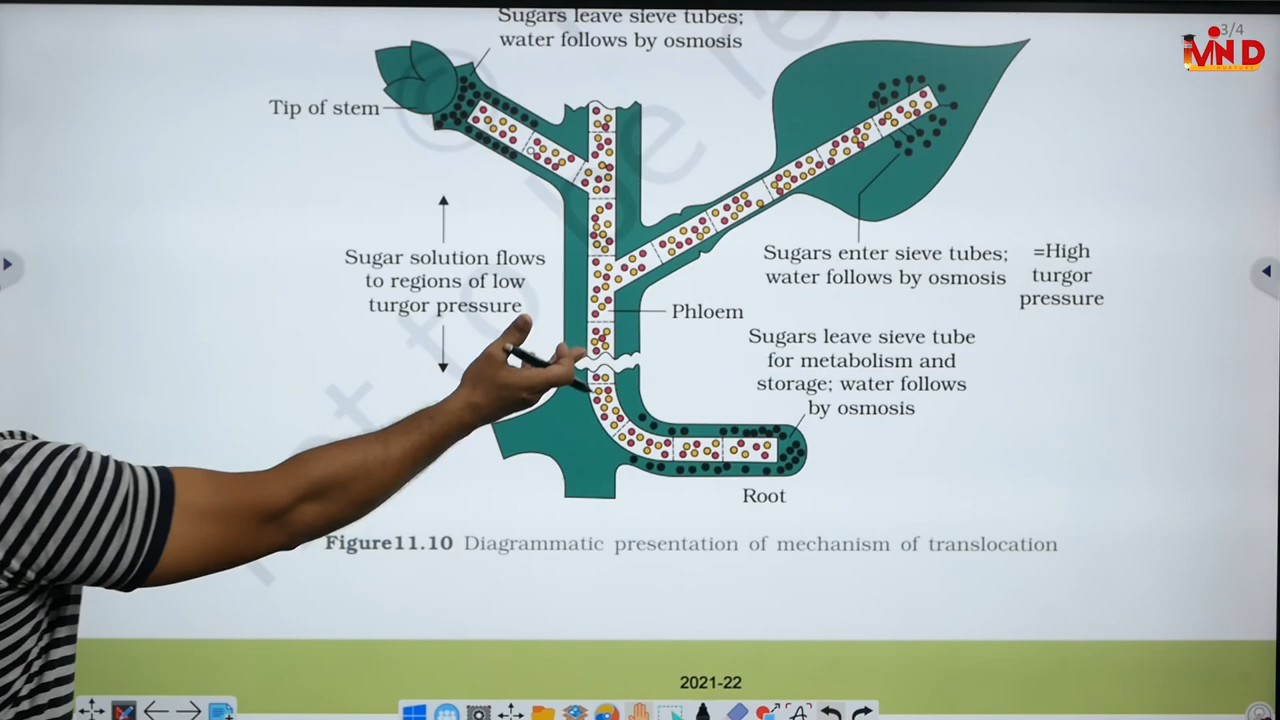 Sugars leave sieve tubes;
water follows by osmosis
3/4
MIND
Tip of stem
Sugar solution flows
to regions of low
turgor pressure
Sugars enter sieve tubes;
water follows by osmosis
=High
turgor
pressure
Phloem
Sugars leave sieve tube
for metabolism and
storage; water follows
by osmosis
Root
Figure11.10 Diagrammatic presentation of mechanism of translocation
2021-22